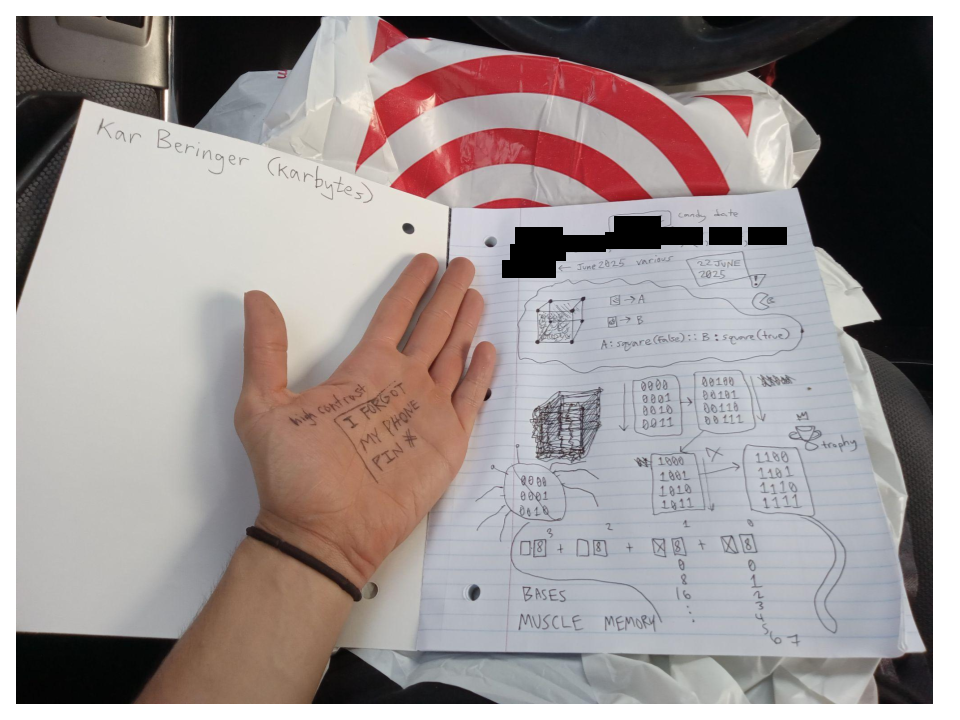 Kar Beringer (karbytes)
high contrast
I FORGOT
MY PHONE
PIN #
candy date
← June 2025 various
22 JUNE
2025
!
→ A
→ B
A: square(false) :: B: square(true)
0000
0001
0010
0011
→
00100
00101
00110
00111
trophy
1000
1001
1010
1011
1100
1101
1110
1111
0000
0001
0010
3 2 1 0
8 + 8 + 8 + 8
0 0
8 1
16 2
: 3
: 4
5
6 7
BASES
MUSCLE MEMORY